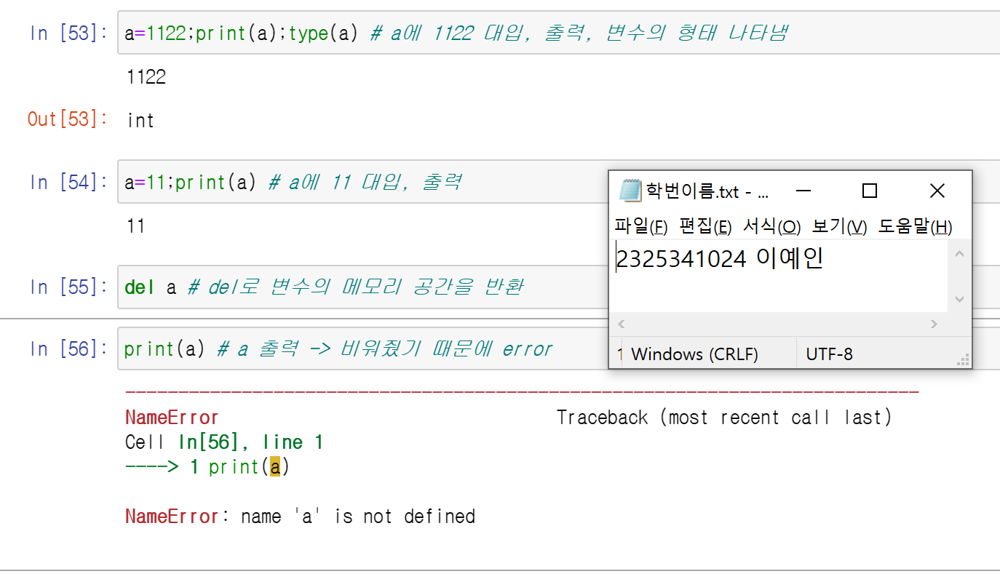 In [53]: a=1122;print(a);type(a) # a에 1122 대입, 출력, 변수의 형태 나타냄
1122
Out[53]: int
In [54]: a=11;print(a) # a에 11 대입, 출력
11
In [55]: del a # del로 변수의 메모리 공간을 반환
In [56]: print(a) # a 출력 -> 비워줬기 때문에 error
---------------------------------------------------------------------------
NameError Traceback (most recent call last)
Cell In[56], line 1
----> 1 print(a)
NameError: name 'a' is not defined
학번이름.txt - ...
파일(F) 편집(E) 서식(O) 보기(V) 도움말(H)
2325341024 이예인
1 Windows (CRLF) UTF-8